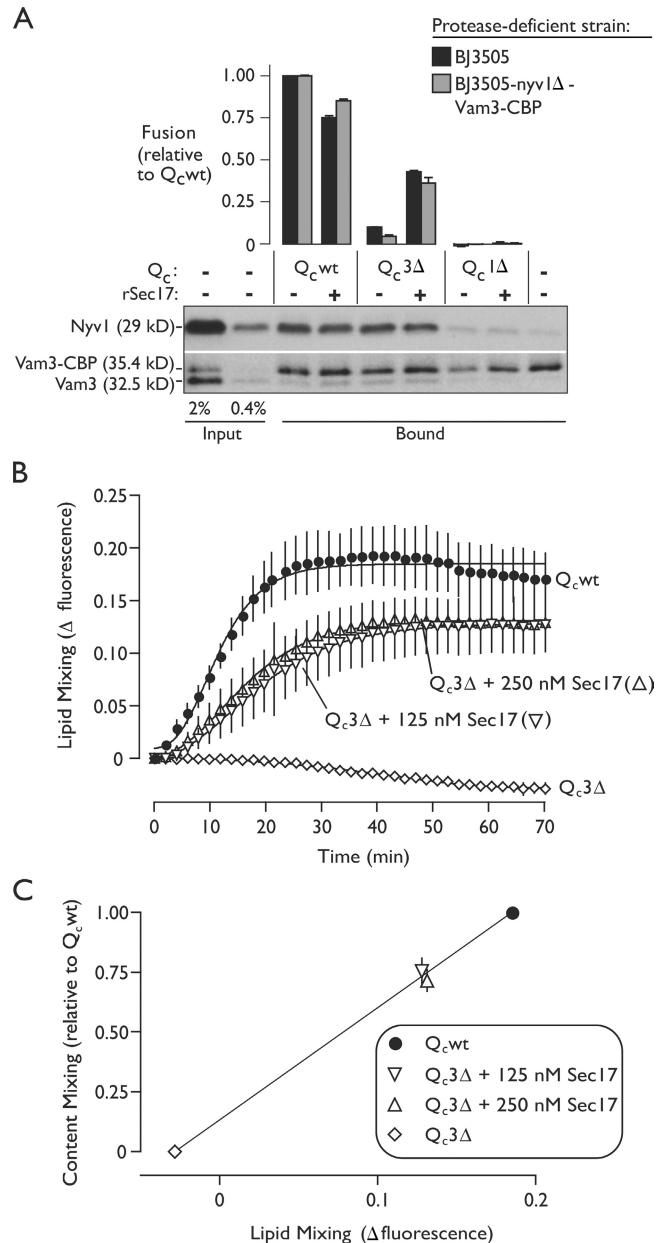 A
Protease-deficient strain:
BJ3505
BJ3505-nyv1Δ -
Vam3-CBP
1.00
0.75
0.50
0.25
0
Fusion
(relative
to Qcwt)
Qc: - - Qcwt Qc3Δ Qc1Δ -
rSec17: - - - + - + - + -
Nyv1 (29 kD)
Vam3-CBP (35.4 kD)
Vam3 (32.5 kD)
2% 0.4%
Input Bound
B
0.25
0.20
0.15
0.10
0.05
0
Lipid Mixing (Δ fluorescence)
Qcwt
Qc3Δ + 250 nM Sec17(△)
Qc3Δ + 125 nM Sec17(▽)
Qc3Δ
0 10 20 30 40 50 60 70
Time (min)
C
1.00
0.75
0.50
0.25
0
Content Mixing (relative to Qcwt)
Qcwt
Qc3Δ + 125 nM Sec17
Qc3Δ + 250 nM Sec17
Qc3Δ
0 0.1 0.2
Lipid Mixing (Δfluorescence)